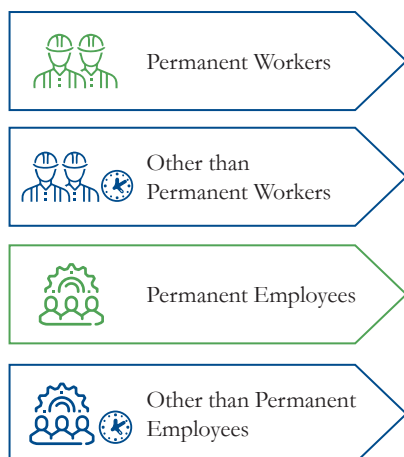 Permanent Workers
Other than
Permanent Workers
Permanent Employees
Other than Permanent
Employees